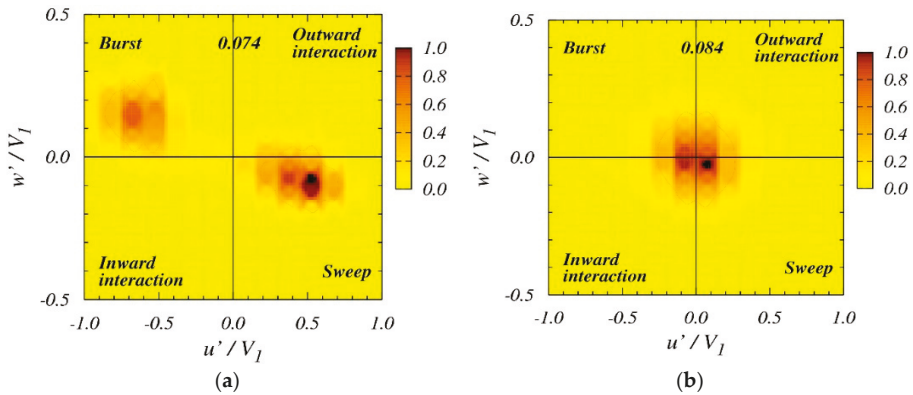 0.5
Burst
0.074
Outward
interaction
w' / V1
0.0
Inward
interaction
Sweep
-0.5
-1.0
-0.5
0.0
0.5
1.0
u' / V1
1.0
0.8
0.6
0.4
0.2
0.0
(a)
0.5
Burst
0.084
Outward
interaction
w' / V1
0.0
Inward
interaction
Sweep
-0.5
-1.0
-0.5
0.0
0.5
1.0
u' / V1
1.0
0.8
0.6
0.4
0.2
0.0
(b)